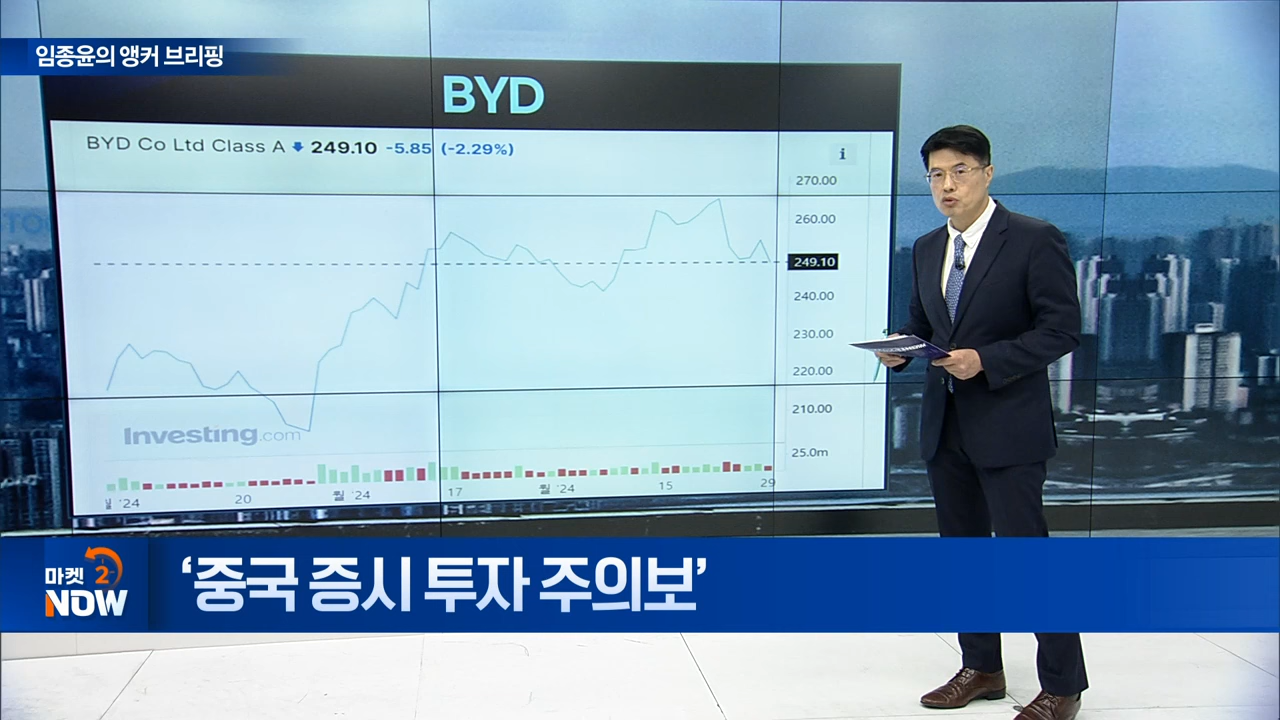 임종윤의 앵커 브리핑
BYD
BYD Co Ltd Class A 249.10 -5.85 (-2.29%)
i
270.00
260.00
249.10
240.00
230.00
220.00
210.00
25.0m
Investing.com
'24 20 월 '24 17 월 '24 15 29
마켓 2
NOW
‘중국 증시 투자 주의보’